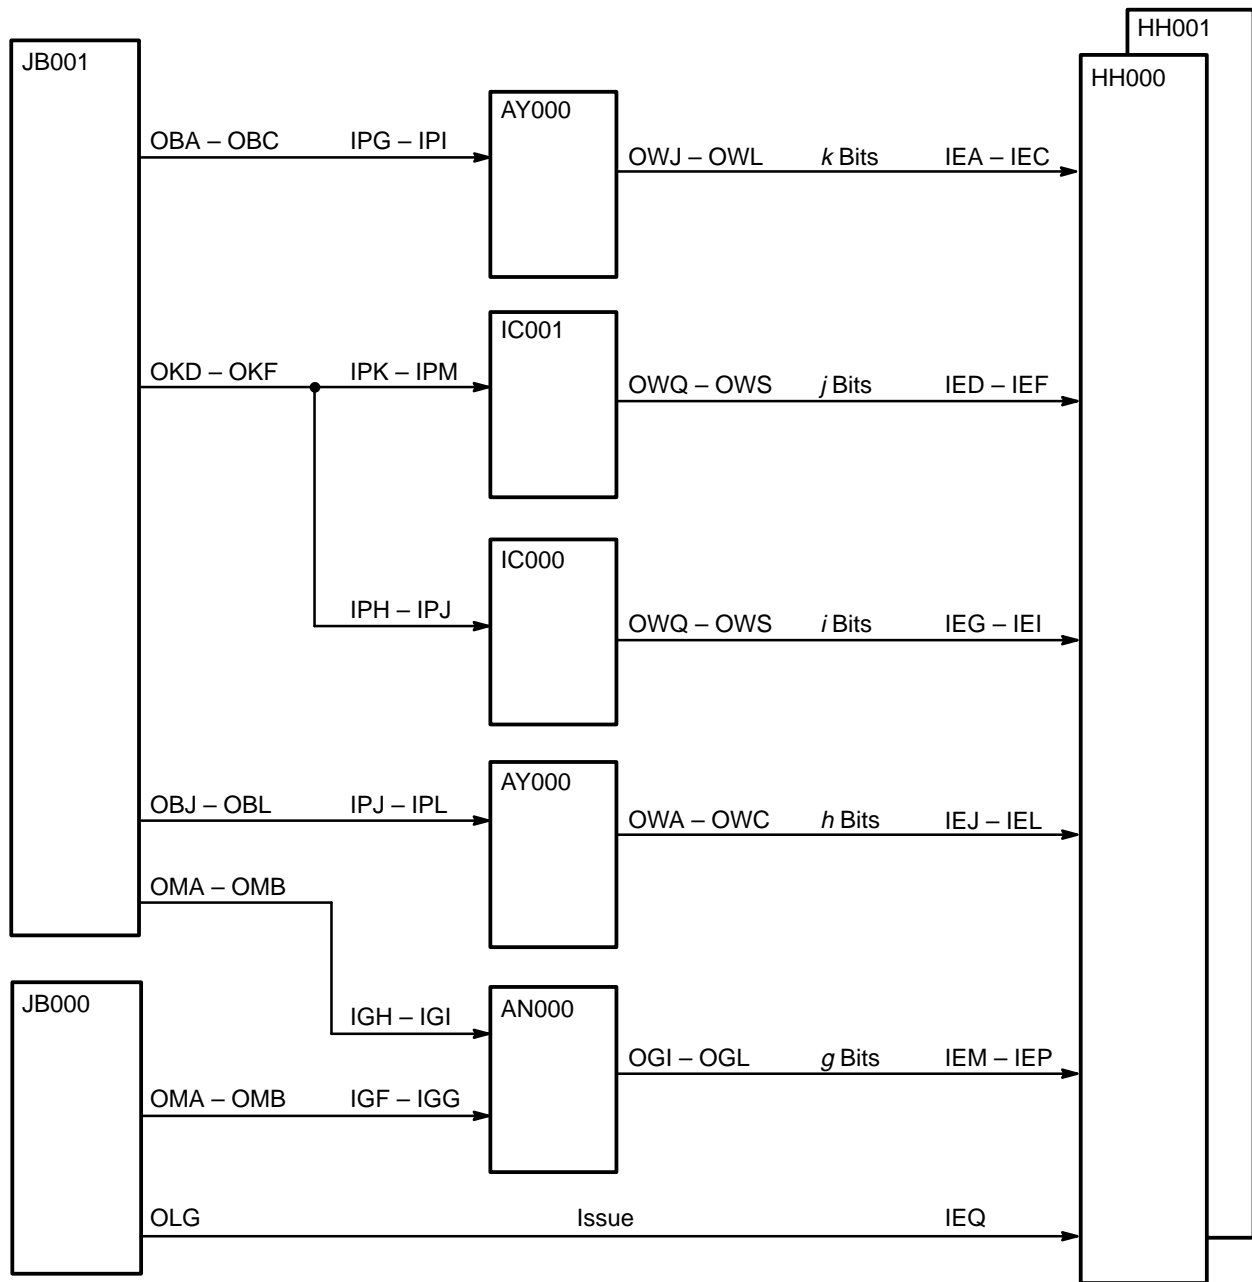 HH001
JB001
HH000
AY000
OBA – OBC IPG – IPI
OWJ – OWL k Bits IEA – IEC
IC001
OKD – OKF IPK – IPM
OWQ – OWS j Bits IED – IEF
IC000
IPH – IPJ
OWQ – OWS i Bits IEG – IEI
AY000
OBJ – OBL IPJ – IPL
OWA – OWC h Bits IEJ – IEL
OMA – OMB
JB000
AN000
IGH – IGI
OGI – OGL g Bits IEM – IEP
OMA – OMB IGF – IGG
OLG Issue IEQ